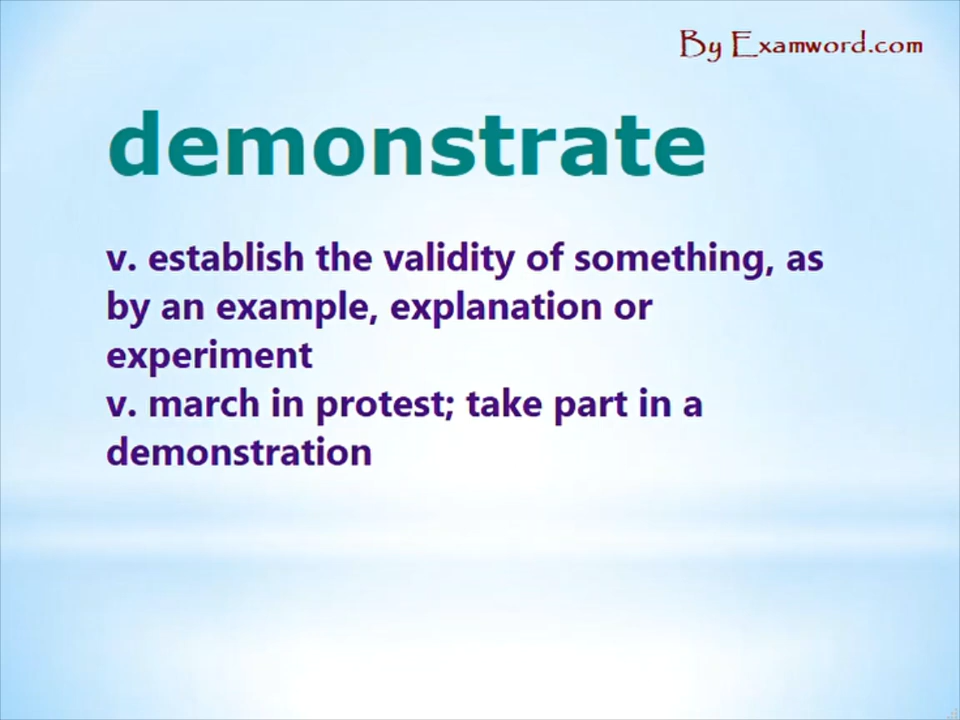 By Examword.com
demonstrate
v. establish the validity of something, as
by an example, explanation or
experiment
v. march in protest; take part in a
demonstration